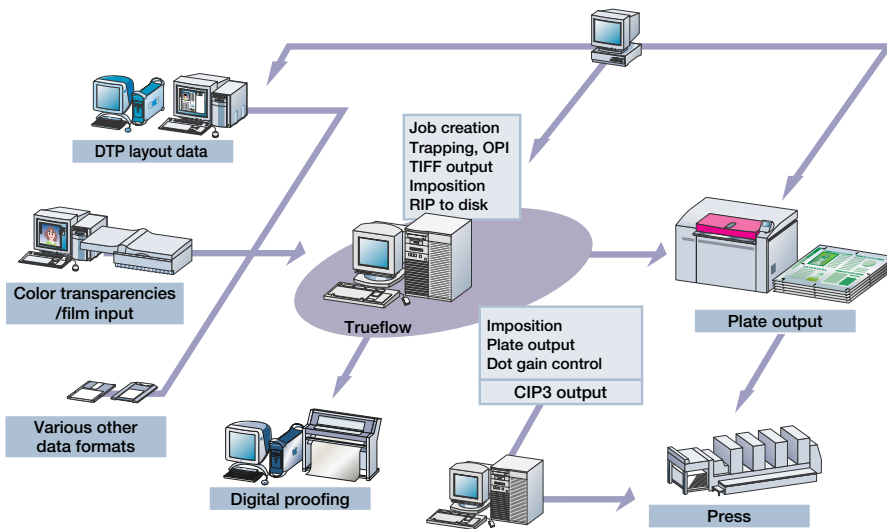 Job creation
Trapping, OPI
TIFF output
Imposition
RIP to disk
DTP layout data
Color transparencies
/film input
Trueflow
Imposition
Plate output
Dot gain control
CIP3 output
Plate output
Various other
data formats
Digital proofing
Press